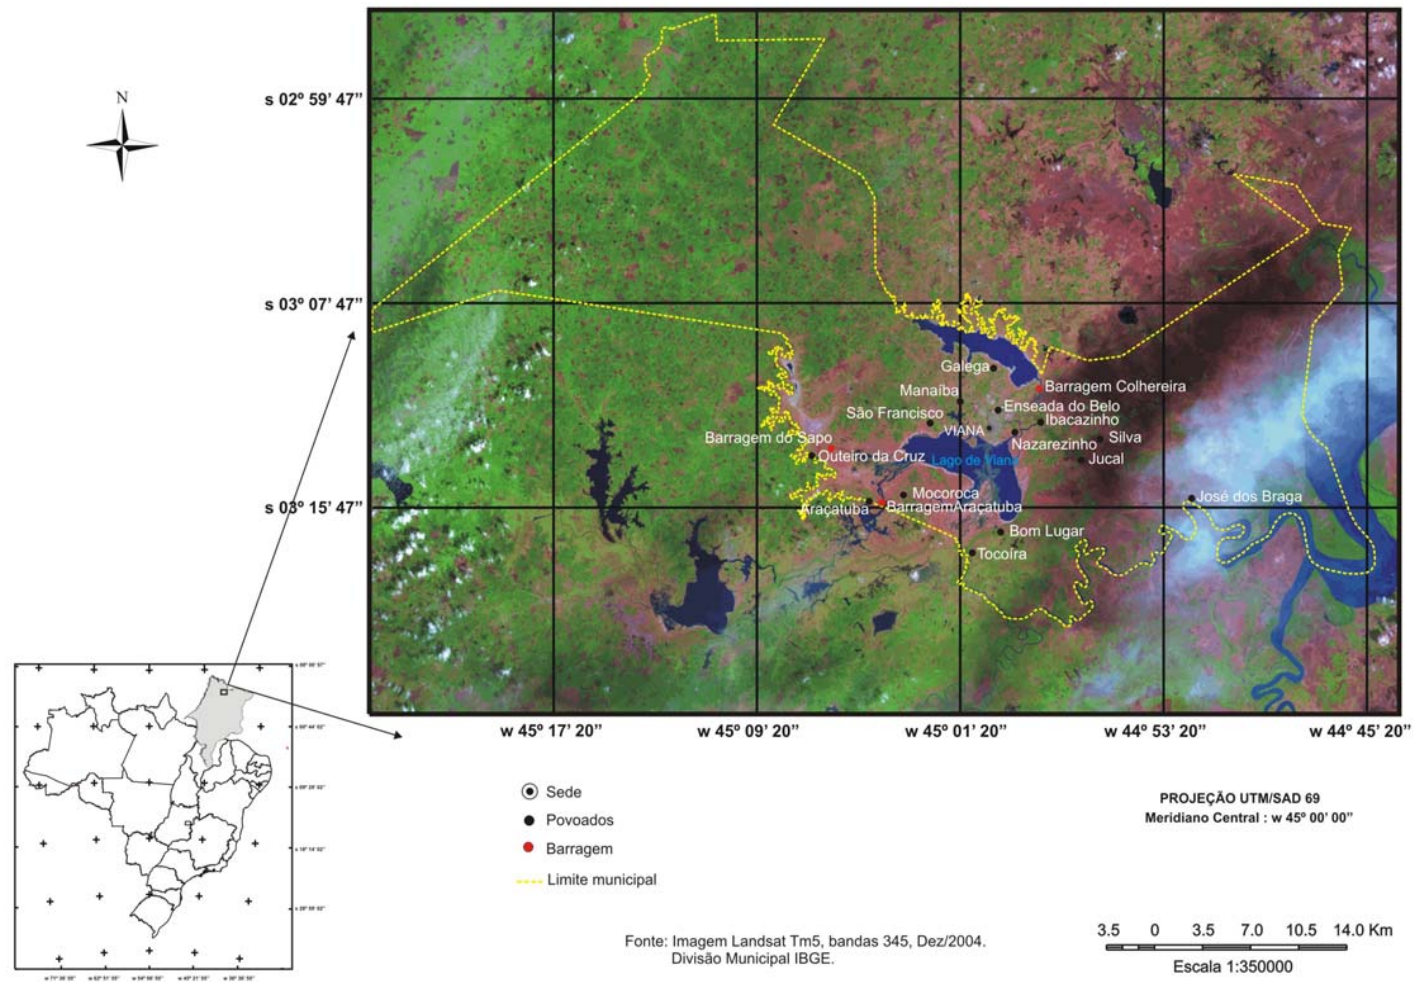 N
s 02º 59' 47"
s 03º 07' 47"
s 03º 15' 47"
Galega
Barragem Colhereira
Manaíba
Enseada do Belo
São Francisco
Ibacazinho
VIANA
Nazarezinho
Silva
Barragem do Sapo
Outeiro da Cruz
Lago de Viana
Jucal
Mocoroca
José dos Braga
Araçatuba
BarragemAraçatuba
Bom Lugar
Tocoíra
w 45º 17' 20"
w 45º 09' 20"
w 45º 01' 20"
w 44º 53' 20"
w 44º 45' 20"
Sede
Povoados
Barragem
Limite municipal
PROJEÇÃO UTM/SAD 69
Meridiano Central : w 45º 00' 00"
Fonte: Imagem Landsat Tm5, bandas 345, Dez/2004.
Divisão Municipal IBGE.
3.5 0 3.5 7.0 10.5 14.0 Km
Escala 1:350000